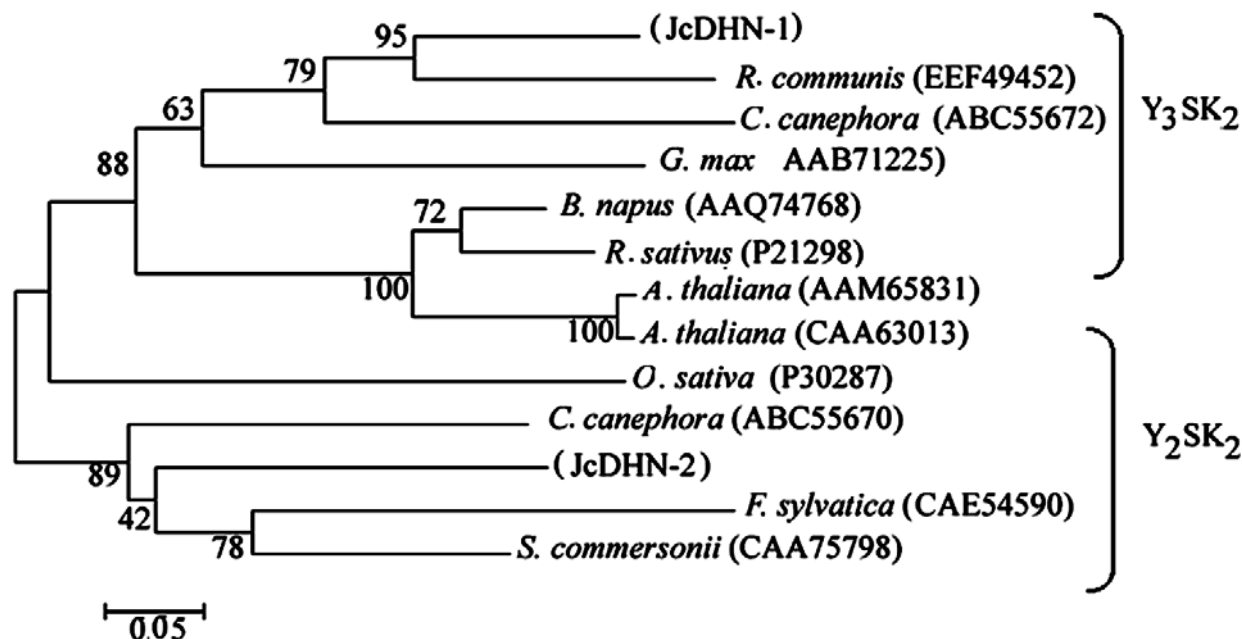 95
(JcDHN-1)
79
R. communis (EEF49452)
63
C. canephora (ABC55672)
Y3SK2
88
G. max AAB71225)
72
B. napus (AAQ74768)
R. sativus (P21298)
100
A. thaliana (AAM65831)
100
A. thaliana (CAA63013)
O. sativa (P30287)
C. canephora (ABC55670)
Y2SK2
89
(JcDHN-2)
42
F. sylvatica (CAE54590)
78
S. commersonii (CAA75798)
0.05